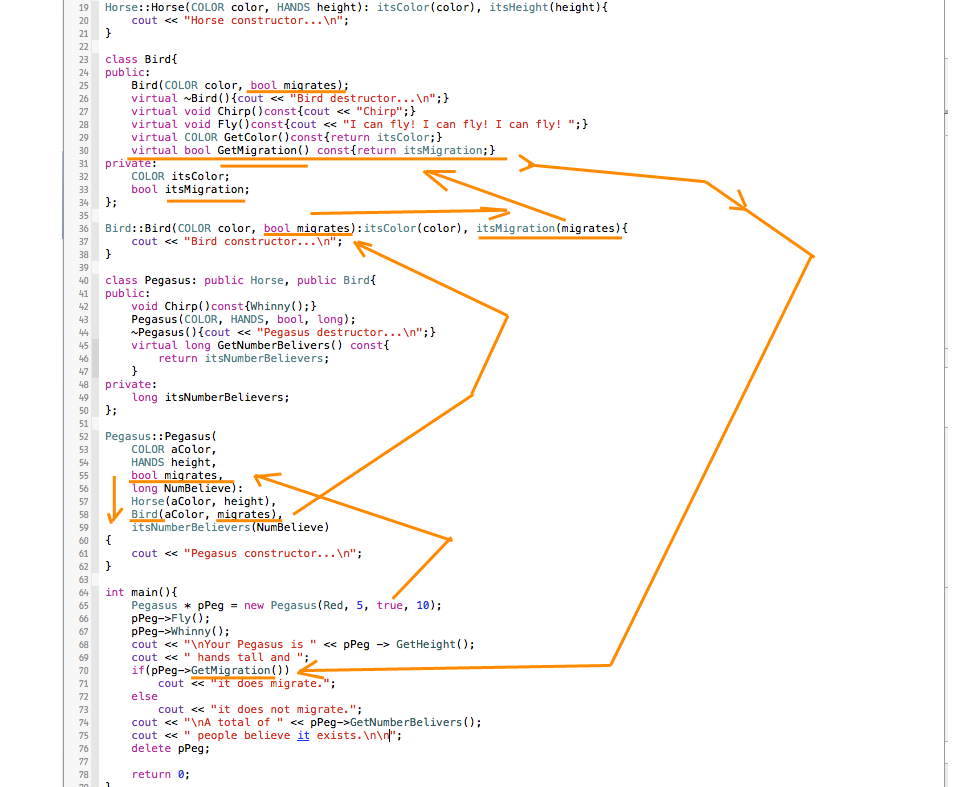 19 Horse::Horse(COLOR color, HANDS height): itsColor(color), itsHeight(height){
20 cout << "Horse constructor...\n";
21 }
22
23 class Bird{
24 public:
25 Bird(COLOR color, bool migrates);
26 virtual ~Bird(){cout << "Bird destructor...\n";}
27 virtual void Chirp()const{cout << "Chirp";}
28 virtual void Fly()const{cout << "I can fly! I can fly! I can fly! ";}
29 virtual COLOR GetColor()const{return itsColor;}
30 virtual bool GetMigration() const{return itsMigration;}
31 private:
32 COLOR itsColor;
33 bool itsMigration;
34 };
35
36 Bird::Bird(COLOR color, bool migrates):itsColor(color), itsMigration(migrates){
37 cout << "Bird constructor...\n";
38 }
39
40 class Pegasus: public Horse, public Bird{
41 public:
42 void Chirp()const{Whinny();}
43 Pegasus(COLOR, HANDS, bool, long);
44 ~Pegasus(){cout << "Pegasus destructor...\n";}
45 virtual long GetNumberBelivers() const{
46 return itsNumberBelievers;
47 }
48 private:
49 long itsNumberBelievers;
50 };
51
52 Pegasus::Pegasus(
53 COLOR aColor,
54 HANDS height,
55 bool migrates,
56 long NumBelieve):
57 Horse(aColor, height),
58 Bird(aColor, migrates),
59 itsNumberBelievers(NumBelieve)
60 {
61 cout << "Pegasus constructor...\n";
62 }
63
64 int main(){
65 Pegasus * pPeg = new Pegasus(Red, 5, true, 10);
66 pPeg->Fly();
67 pPeg->Whinny();
68 cout << "\nYour Pegasus is " << pPeg -> GetHeight();
69 cout << " hands tall and ";
70 if(pPeg->GetMigration())
71 cout << "it does migrate.";
72 else
73 cout << "it does not migrate.";
74 cout << "\nA total of " << pPeg->GetNumberBelivers();
75 cout << " people believe it exists.\n\n";
76 delete pPeg;
77
78 return 0;
79 }